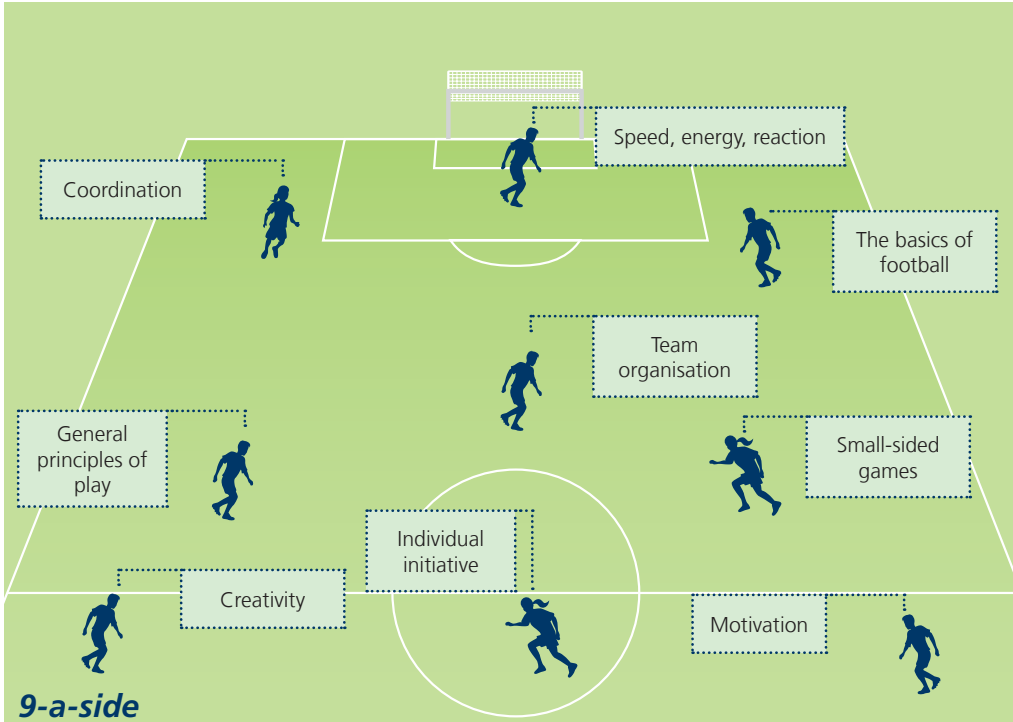 Speed, energy, reaction
Coordination
The basics of
football
Team
organisation
General
principles of
play
Small-sided
games
Individual
initiative
Creativity
Motivation
9-a-side